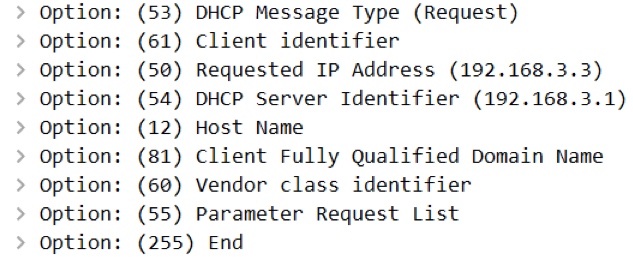 > Option: (53) DHCP Message Type (Request)
> Option: (61) Client identifier
> Option: (50) Requested IP Address (192.168.3.3)
> Option: (54) DHCP Server Identifier (192.168.3.1)
> Option: (12) Host Name
> Option: (81) Client Fully Qualified Domain Name
> Option: (60) Vendor class identifier
> Option: (55) Parameter Request List
> Option: (255) End